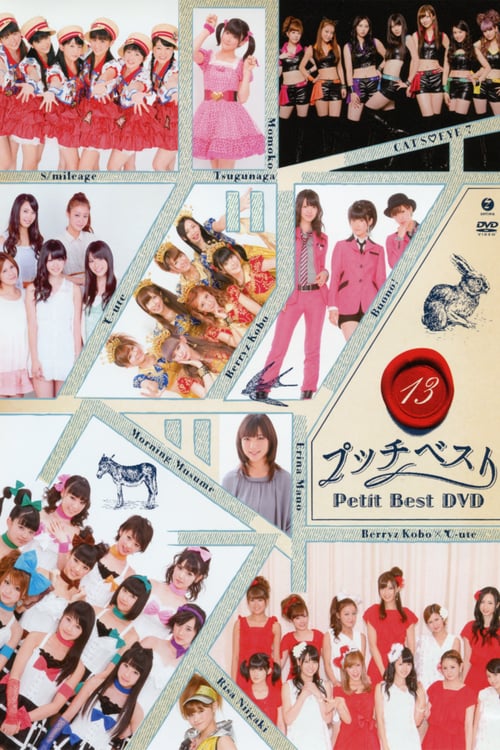 S/mileage
Momoko
Tsugunaga
CATS♡EYE 7
℃-ute
Berryz Kobo
Buono!
DVD
VIDEO
13
プッチベスト
Petit Best DVD
Morning Musume
Erina Mano
Berryz Kobo × ℃-ute
Risa Niigaki